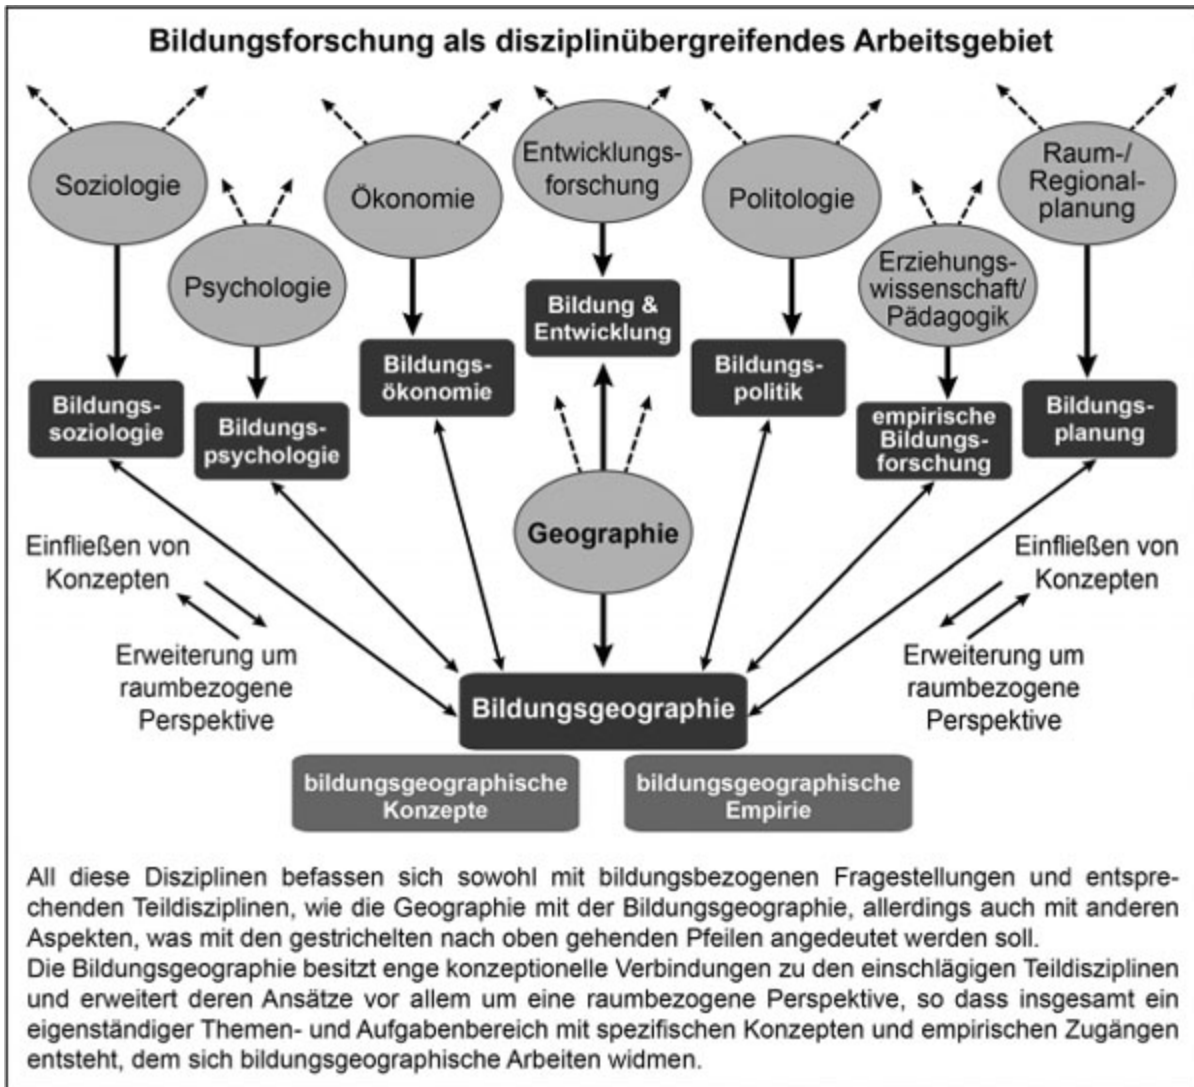 Bildungsforschung als disziplinübergreifendes Arbeitsgebiet
Soziologie
Psychologie
Ökonomie
Entwicklungs-
forschung
Politologie
Erziehungs-
wissenschaft/
Pädagogik
Raum-/
Regional-
planung
Bildungs-
soziologie
Bildungs-
psychologie
Bildungs-
ökonomie
Bildung &
Entwicklung
Bildungs-
politik
empirische
Bildungs-
forschung
Bildungs-
planung
Geographie
Einfließen von
Konzepten
Erweiterung um
raumbezogene
Perspektive
Einfließen von
Konzepten
Erweiterung um
raumbezogene
Perspektive
Bildungsgeographie
bildungsgeographische
Konzepte
bildungsgeographische
Empirie
All diese Disziplinen befassen sich sowohl mit bildungsbezogenen Fragestellungen und entspre-
chenden Teildisziplinen, wie die Geographie mit der Bildungsgeographie, allerdings auch mit anderen
Aspekten, was mit den gestrichelten nach oben gehenden Pfeilen angedeutet werden soll.
Die Bildungsgeographie besitzt enge konzeptionelle Verbindungen zu den einschlägigen Teildisziplinen
und erweitert deren Ansätze vor allem um eine raumbezogene Perspektive, so dass insgesamt ein
eigenständiger Themen- und Aufgabenbereich mit spezifischen Konzepten und empirischen Zugängen
entsteht, dem sich bildungsgeographische Arbeiten widmen.